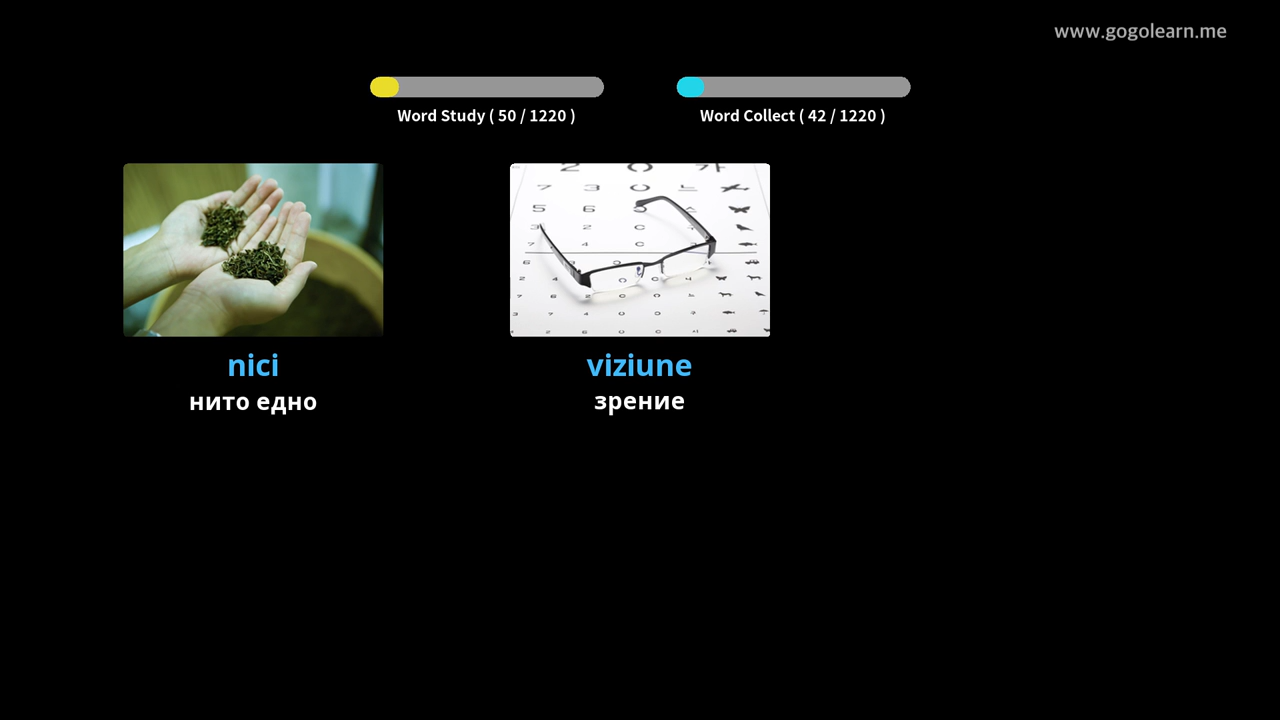 www.gogolearn.me
Word Study ( 50 / 1220 )
Word Collect ( 42 / 1220 )
nici
нито едно
viziune
зрение